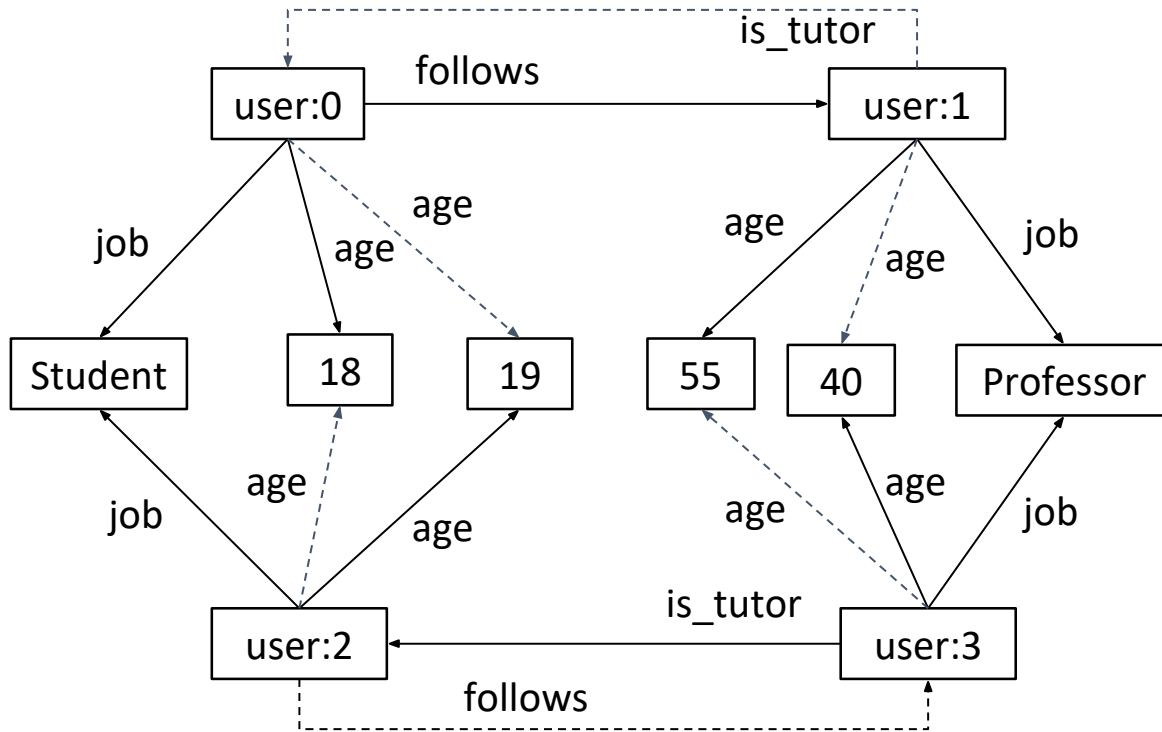 is_tutor
follows
user:0
user:1
age
age
job
age
age
job
Student
18
19
55
40
Professor
job
age
age
age
age
job
is_tutor
user:2
user:3
follows